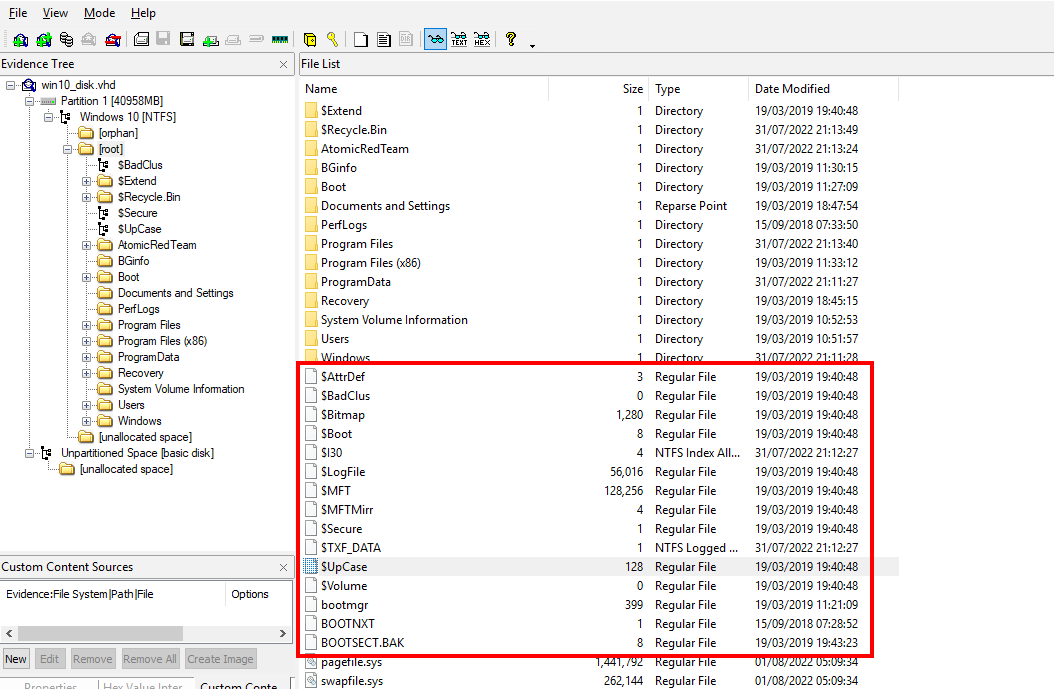 File View Mode Help
TEXT HEX
Evidence Tree
win10_disk.vhd
Partition 1 [40958MB]
Windows 10 [NTFS]
[orphan]
[root]
$BadClus
$Extend
$Recycle.Bin
$Secure
$UpCase
AtomicRedTeam
BGinfo
Boot
Documents and Settings
PerfLogs
Program Files
Program Files (x86)
ProgramData
Recovery
System Volume Information
Users
Windows
[unallocated space]
Unpartitioned Space [basic disk]
[unallocated space]
Custom Content Sources
Evidence:File System|Path|File Options
New Edit Remove Remove All Create Image
Properties Hex Value Inter... Custom Conte...
File List
Name Size Type Date Modified
$Extend 1 Directory 19/03/2019 19:40:48
$Recycle.Bin 1 Directory 31/07/2022 21:13:49
AtomicRedTeam 1 Directory 31/07/2022 21:13:24
BGinfo 1 Directory 19/03/2019 11:30:15
Boot 1 Directory 19/03/2019 11:27:09
Documents and Settings 1 Reparse Point 19/03/2019 18:47:54
PerfLogs 1 Directory 15/09/2018 07:33:50
Program Files 1 Directory 31/07/2022 21:13:40
Program Files (x86) 1 Directory 19/03/2019 11:33:12
ProgramData 1 Directory 31/07/2022 21:11:27
Recovery 1 Directory 19/03/2019 18:45:15
System Volume Information 1 Directory 19/03/2019 10:52:53
Users 1 Directory 19/03/2019 10:51:57
Windows 1 Directory 31/07/2022 21:11:28
$AttrDef 3 Regular File 19/03/2019 19:40:48
$BadClus 0 Regular File 19/03/2019 19:40:48
$Bitmap 1,280 Regular File 19/03/2019 19:40:48
$Boot 8 Regular File 19/03/2019 19:40:48
$I30 4 NTFS Index All... 31/07/2022 21:12:27
$LogFile 56,016 Regular File 19/03/2019 19:40:48
$MFT 128,256 Regular File 19/03/2019 19:40:48
$MFTMirr 4 Regular File 19/03/2019 19:40:48
$Secure 1 Regular File 19/03/2019 19:40:48
$TXF_DATA 1 NTFS Logged ... 31/07/2022 21:12:27
$UpCase 128 Regular File 19/03/2019 19:40:48
$Volume 0 Regular File 19/03/2019 19:40:48
bootmgr 399 Regular File 19/03/2019 11:21:09
BOOTNXT 1 Regular File 15/09/2018 07:28:52
BOOTSECT.BAK 8 Regular File 19/03/2019 19:43:23
pagefile.sys 1,441,792 Regular File 01/08/2022 05:09:34
swapfile.sys 262,144 Regular File 01/08/2022 05:09:34